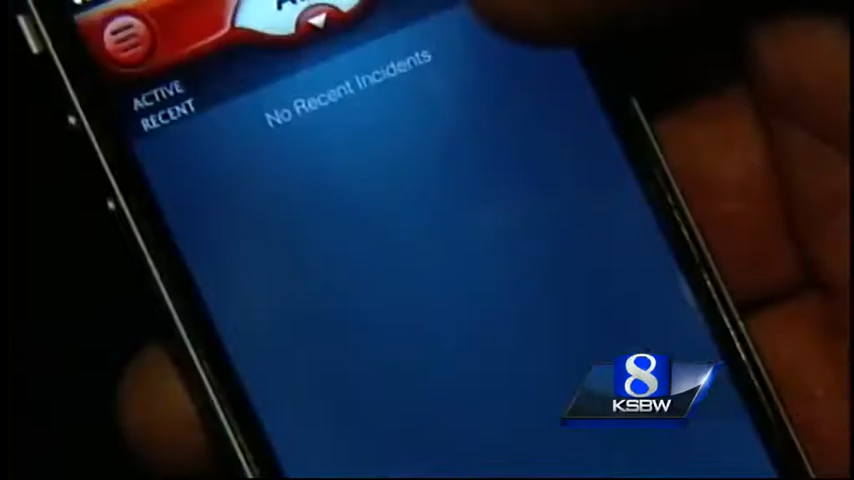 ACTIVE
RECENT
No Recent Incidents
8
KSBW